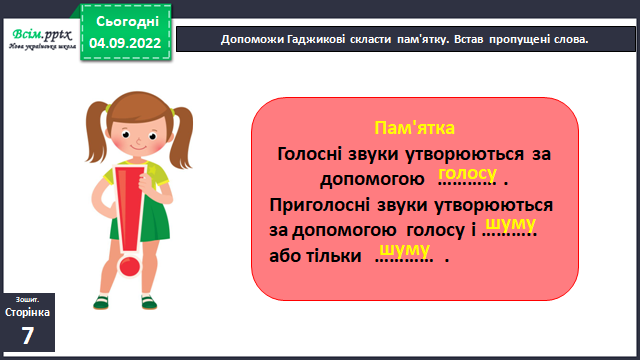 Всім.pptx
Нова українська школа
Сьогодні
04.09.2022
Допоможи Гаджикові скласти пам'ятку. Встав пропущені слова.
Пам'ятка
Голосні звуки утворюються за
допомогою голосу ………… .
Приголосні звуки утворюються
за допомогою голосу і шуму ………..
або тільки шуму ………… .
Зошит.
Сторінка
7